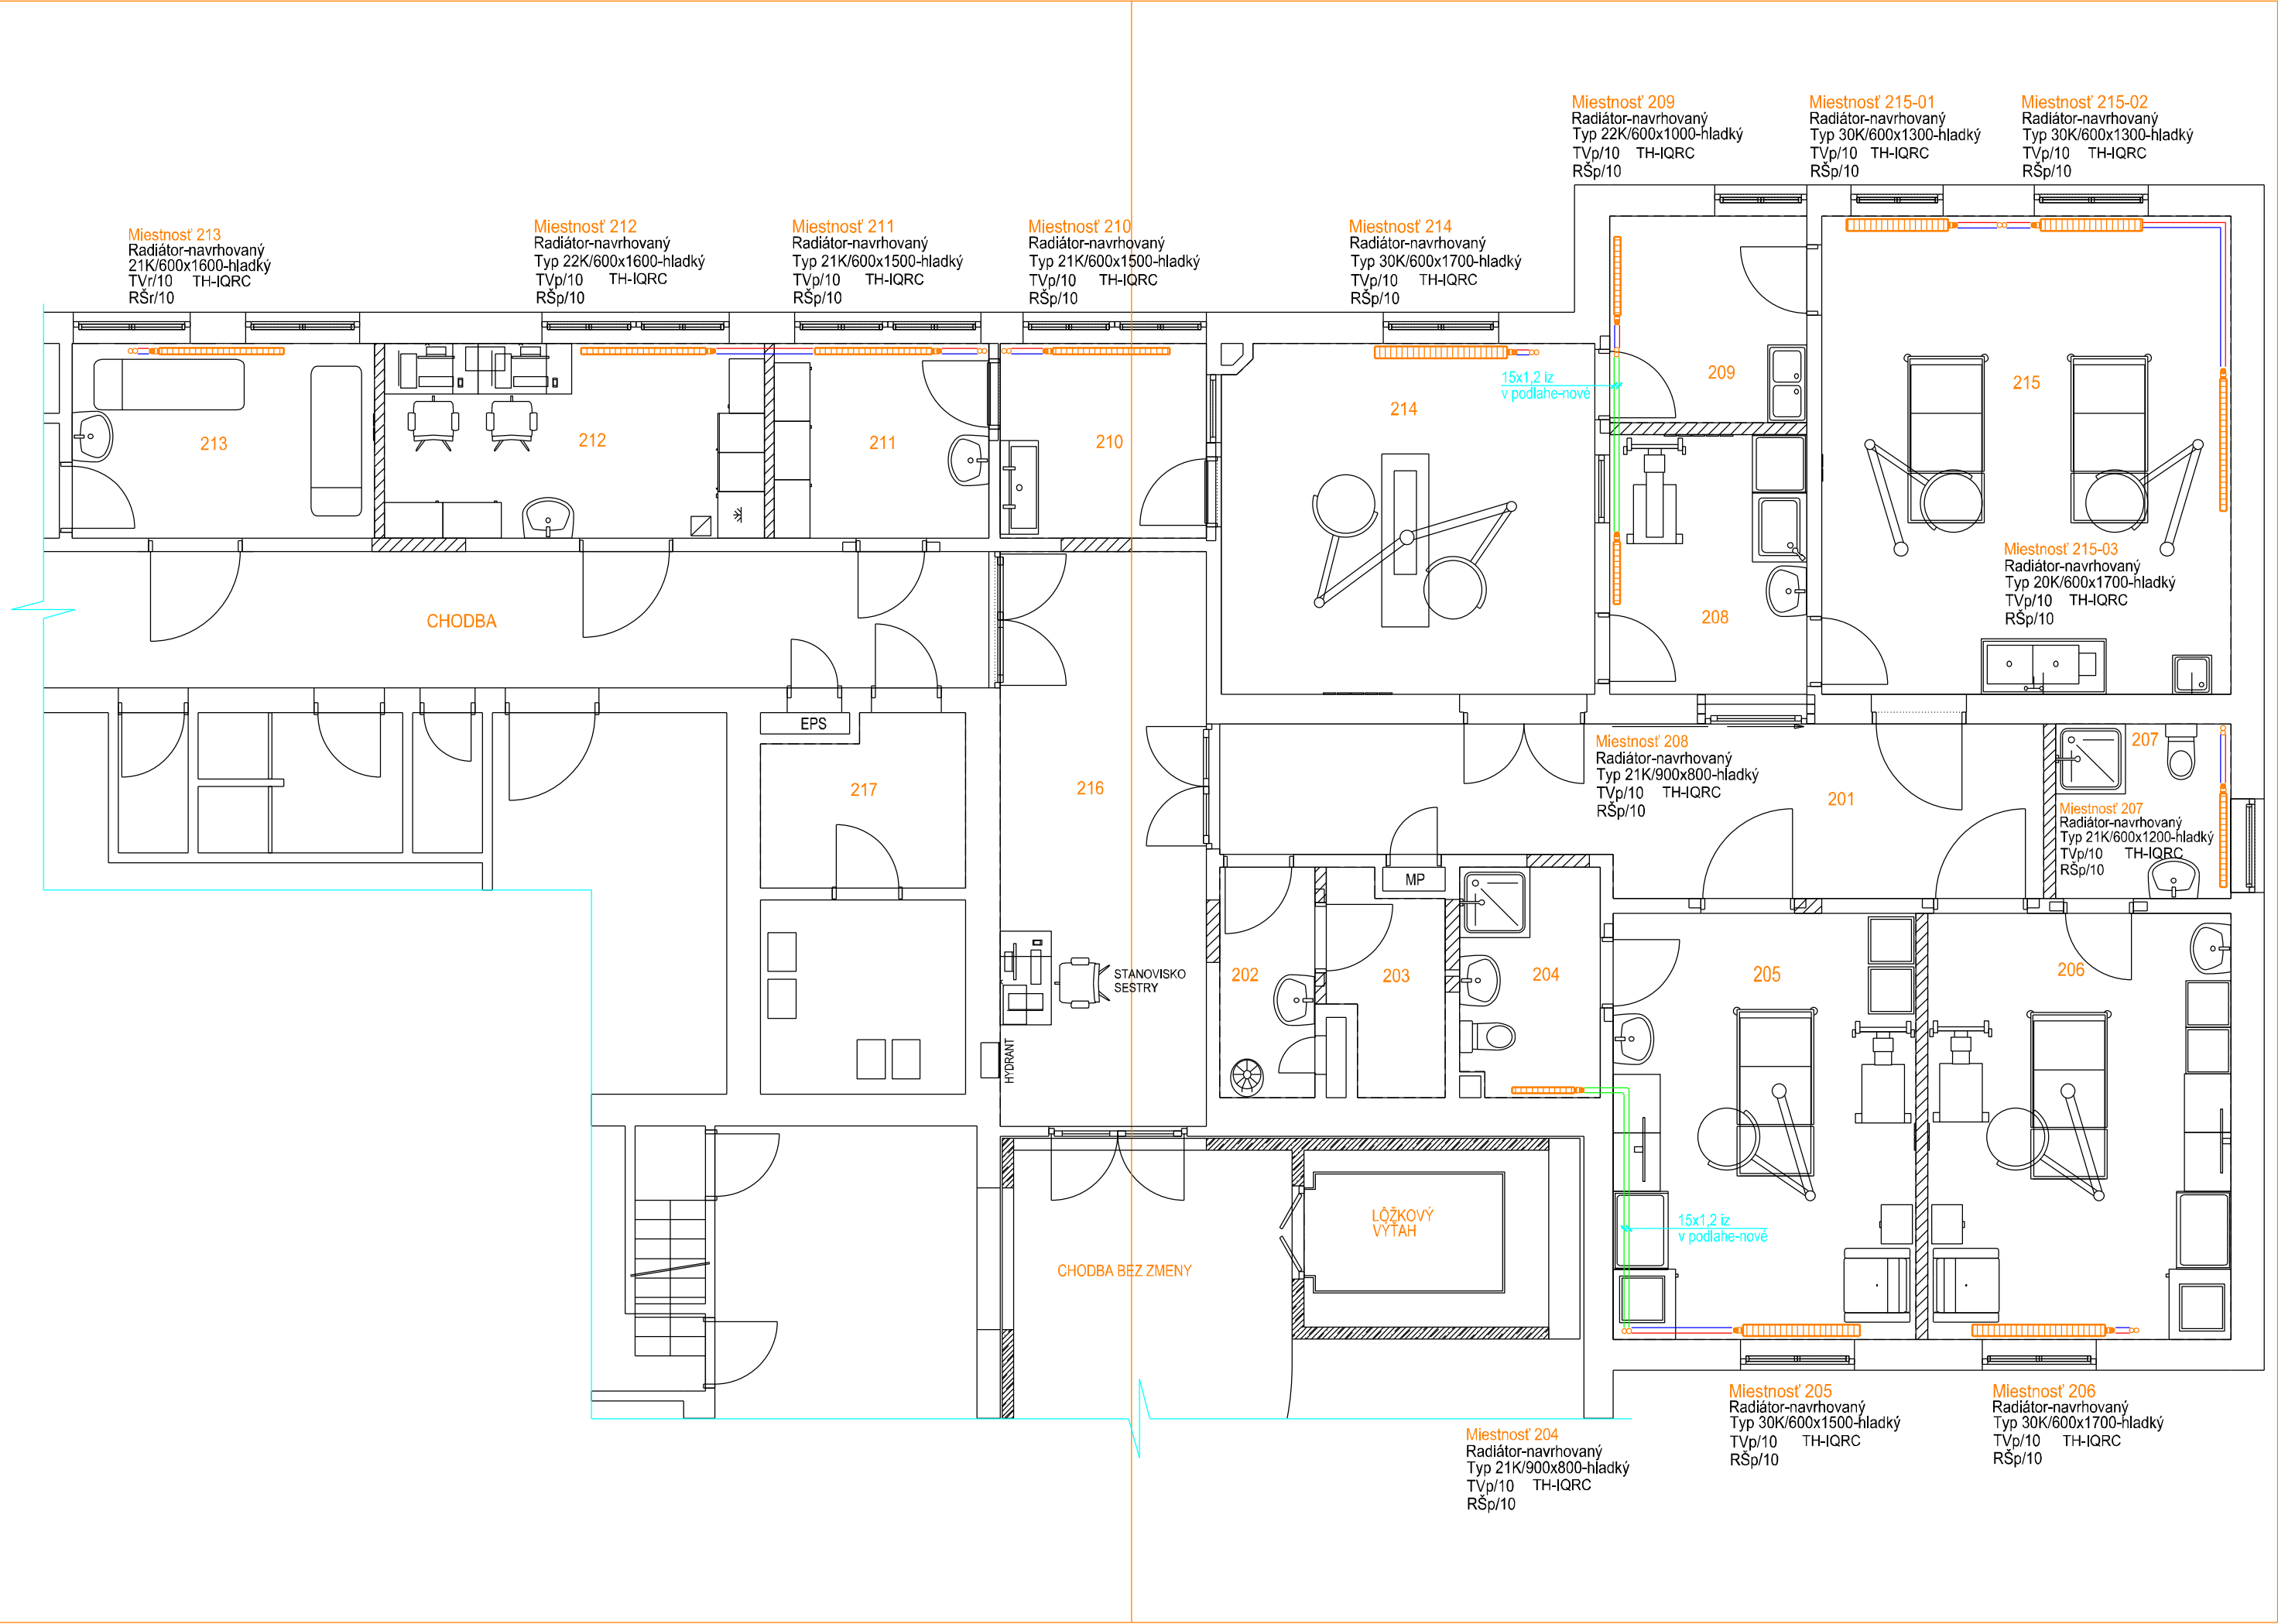 Miestnosť 209
Radiátor-navrhovaný
Typ 22K/600x1000-hladký
TVp/10 TH-IQRC
RŠp/10
Miestnosť 215-01
Radiátor-navrhovaný
Typ 30K/600x1300-hladký
TVp/10 TH-IQRC
RŠp/10
Miestnosť 215-02
Radiátor-navrhovaný
Typ 30K/600x1300-hladký
TVp/10 TH-IQRC
RŠp/10
Miestnosť 213
Radiátor-navrhovaný
21K/600x1600-hladký
TVr/10 TH-IQRC
RŠr/10
Miestnosť 212
Radiátor-navrhovaný
Typ 22K/600x1600-hladký
TVp/10 TH-IQRC
RŠp/10
Miestnosť 211
Radiátor-navrhovaný
Typ 21K/600x1500-hladký
TVp/10 TH-IQRC
RŠp/10
Miestnosť 210
Radiátor-navrhovaný
Typ 21K/600x1500-hladký
TVp/10 TH-IQRC
RŠp/10
Miestnosť 214
Radiátor-navrhovaný
Typ 30K/600x1700-hladký
TVp/10 TH-IQRC
RŠp/10
15x1,2 iz
v podlahe-nové
209
215
214
213
212
211
210
Miestnosť 215-03
Radiátor-navrhovaný
Typ 20K/600x1700-hladký
TVp/10 TH-IQRC
RŠp/10
CHODBA
208
EPS
217
216
Miestnosť 208
Radiátor-navrhovaný
Typ 21K/900x800-hladký
TVp/10 TH-IQRC
RŠp/10
201
207
Miestnosť 207
Radiátor-navrhovaný
Typ 21K/600x1200-hladký
TVp/10 TH-IQRC
RŠp/10
MP
STANOVISKO
SESTRY
HYDRANT
202
203
204
205
206
LÔŽKOVÝ
VÝŤAH
15x1,2 iz
v podlahe-nové
CHODBA BEZ ZMENY
Miestnosť 205
Radiátor-navrhovaný
Typ 30K/600x1500-hladký
TVp/10 TH-IQRC
RŠp/10
Miestnosť 206
Radiátor-navrhovaný
Typ 30K/600x1700-hladký
TVp/10 TH-IQRC
RŠp/10
Miestnosť 204
Radiátor-navrhovaný
Typ 21K/900x800-hladký
TVp/10 TH-IQRC
RŠp/10